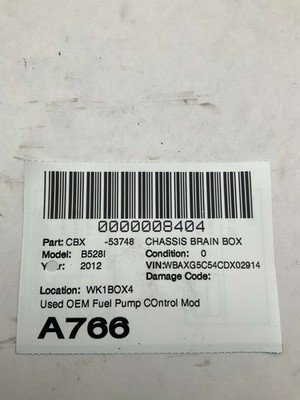 0000008404
Part: CBX -53748 CHASSIS BRAIN BOX
Model: B528I Condition: 0
Year: 2012 VIN:WBAXG5C54CDX02914
Damage Code:
Location: WK1BOX4
Used OEM Fuel Pump COntrol Mod
A766